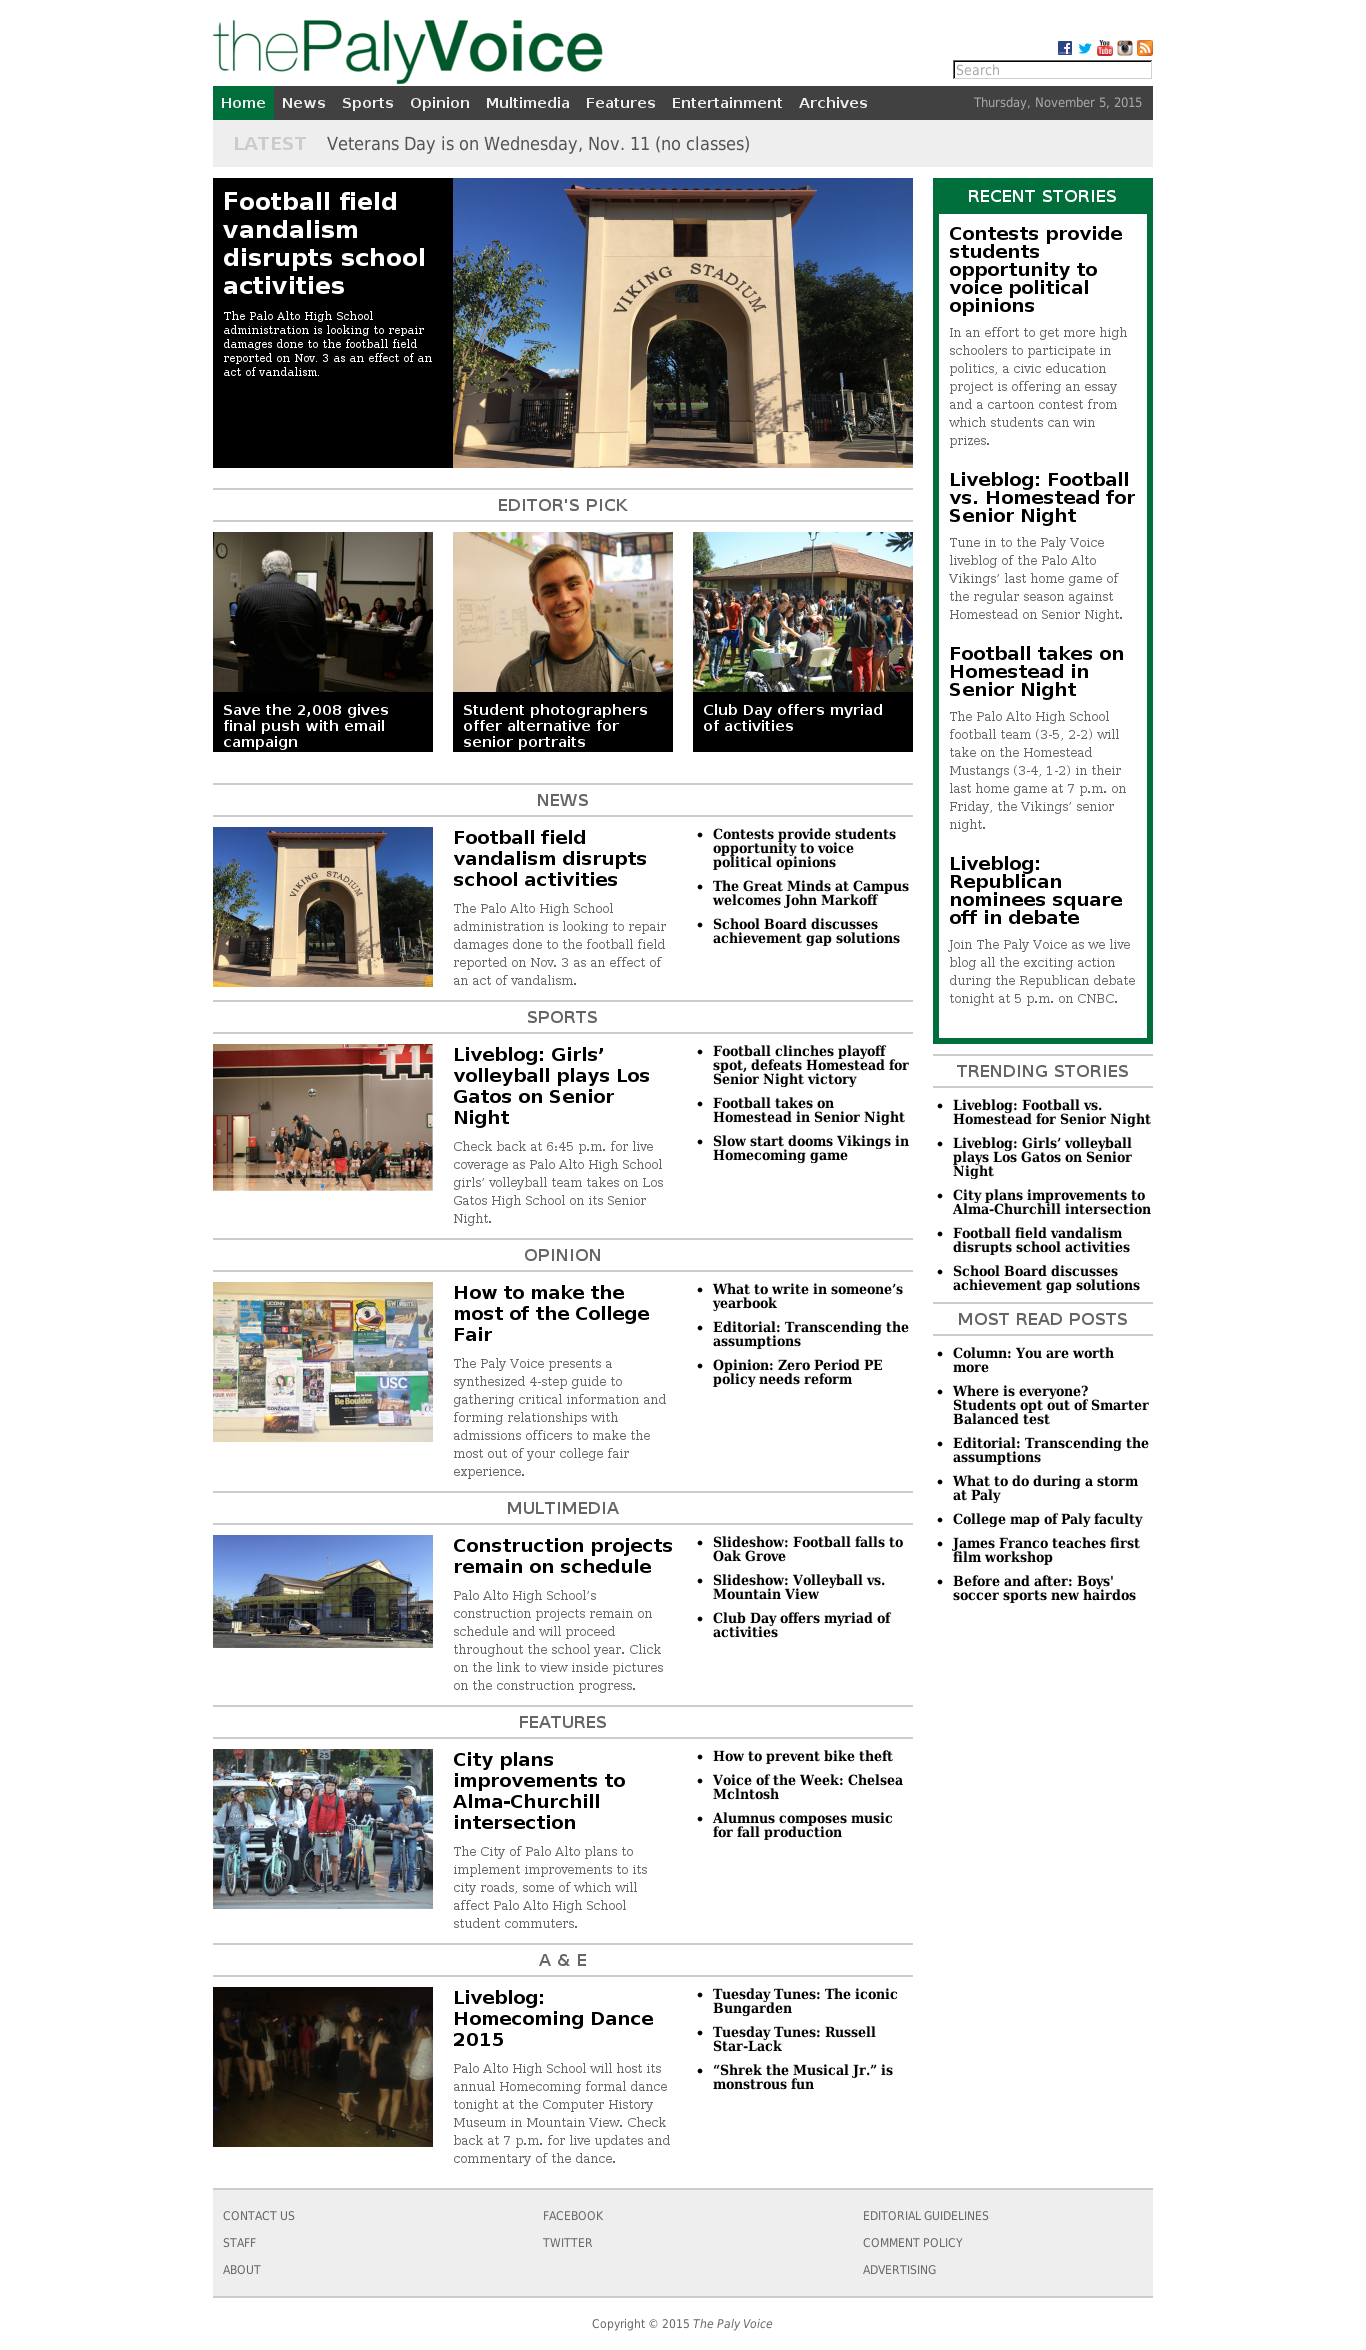 thePalyVoice
Search
Home News Sports Opinion Multimedia Features Entertainment Archives Thursday, November 5, 2015
LATEST Veterans Day is on Wednesday, Nov. 11 (no classes)
Football field
vandalism
disrupts school
activities
The Palo Alto High School
administration is looking to repair
damages done to the football field
reported on Nov. 3 as an effect of an
act of vandalism.
VIKING STADIUM
EDITOR'S PICK
Save the 2,008 gives
final push with email
campaign
Student photographers
offer alternative for
senior portraits
Club Day offers myriad
of activities
NEWS
VIKING STADIUM
Football field
vandalism disrupts
school activities
The Palo Alto High School
administration is looking to repair
damages done to the football field
reported on Nov. 3 as an effect of
an act of vandalism.
• Contests provide students
opportunity to voice
political opinions
• The Great Minds at Campus
welcomes John Markoff
• School Board discusses
achievement gap solutions
SPORTS
Liveblog: Girls’
volleyball plays Los
Gatos on Senior
Night
Check back at 6:45 p.m. for live
coverage as Palo Alto High School
girls’ volleyball team takes on Los
Gatos High School on its Senior
Night.
• Football clinches playoff
spot, defeats Homestead for
Senior Night victory
• Football takes on
Homestead in Senior Night
• Slow start dooms Vikings in
Homecoming game
OPINION
USC
Be Boulder.
How to make the
most of the College
Fair
The Paly Voice presents a
synthesized 4-step guide to
gathering critical information and
forming relationships with
admissions officers to make the
most out of your college fair
experience.
• What to write in someone’s
yearbook
• Editorial: Transcending the
assumptions
• Opinion: Zero Period PE
policy needs reform
MULTIMEDIA
Construction projects
remain on schedule
Palo Alto High School’s
construction projects remain on
schedule and will proceed
throughout the school year. Click
on the link to view inside pictures
on the construction progress.
• Slideshow: Football falls to
Oak Grove
• Slideshow: Volleyball vs.
Mountain View
• Club Day offers myriad of
activities
FEATURES
City plans
improvements to
Alma-Churchill
intersection
The City of Palo Alto plans to
implement improvements to its
city roads, some of which will
affect Palo Alto High School
student commuters.
• How to prevent bike theft
• Voice of the Week: Chelsea
McIntosh
• Alumnus composes music
for fall production
A & E
Liveblog:
Homecoming Dance
2015
Palo Alto High School will host its
annual Homecoming formal dance
tonight at the Computer History
Museum in Mountain View. Check
back at 7 p.m. for live updates and
commentary of the dance.
• Tuesday Tunes: The iconic
Bungarden
• Tuesday Tunes: Russell
Star-Lack
• “Shrek the Musical Jr.” is
monstrous fun
RECENT STORIES
Contests provide
students
opportunity to
voice political
opinions
In an effort to get more high
schoolers to participate in
politics, a civic education
project is offering an essay
and a cartoon contest from
which students can win
prizes.
Liveblog: Football
vs. Homestead for
Senior Night
Tune in to the Paly Voice
liveblog of the Palo Alto
Vikings’ last home game of
the regular season against
Homestead on Senior Night.
Football takes on
Homestead in
Senior Night
The Palo Alto High School
football team (3-5, 2-2) will
take on the Homestead
Mustangs (3-4, 1-2) in their
last home game at 7 p.m. on
Friday, the Vikings’ senior
night.
Liveblog:
Republican
nominees square
off in debate
Join The Paly Voice as we live
blog all the exciting action
during the Republican debate
tonight at 5 p.m. on CNBC.
TRENDING STORIES
• Liveblog: Football vs.
Homestead for Senior Night
• Liveblog: Girls’ volleyball
plays Los Gatos on Senior
Night
• City plans improvements to
Alma-Churchill intersection
• Football field vandalism
disrupts school activities
• School Board discusses
achievement gap solutions
MOST READ POSTS
• Column: You are worth
more
• Where is everyone?
Students opt out of Smarter
Balanced test
• Editorial: Transcending the
assumptions
• What to do during a storm
at Paly
• College map of Paly faculty
• James Franco teaches first
film workshop
• Before and after: Boys'
soccer sports new hairdos
CONTACT US FACEBOOK EDITORIAL GUIDELINES
STAFF TWITTER COMMENT POLICY
ABOUT ADVERTISING
Copyright © 2015 The Paly Voice